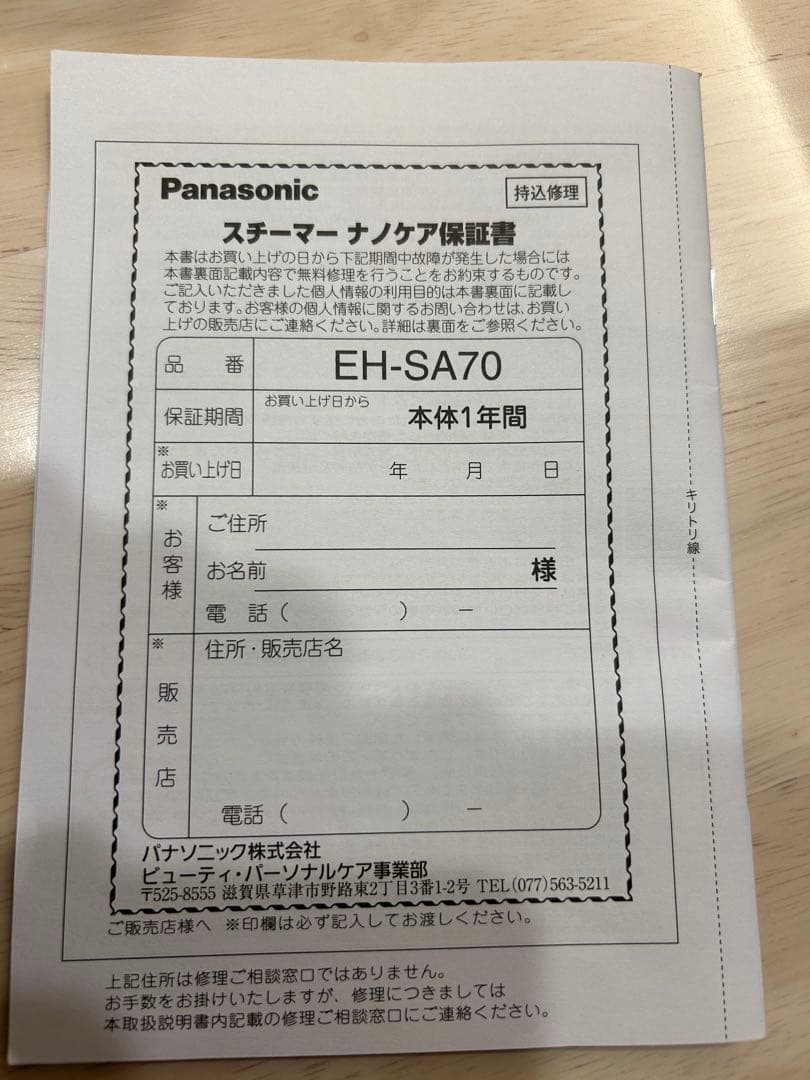 Panasonic
持込修理
スチーマー ナノケア保証書
本書はお買い上げの日から下記期間中故障が発生した場合には
本書裏面記載内容で無料修理を行うことをお約束するものです。
ご記入いただきました個人情報の利用目的は本書裏面に記載し
ております。お客様の個人情報に関するお問い合わせは、お買い
上げの販売店にご連絡ください。詳細は裏面をご参照ください。
品 番 EH-SA70
保証期間 お買い上げ日から 本体1年間
※お買い上げ日 年 月 日
※お客様
ご住所
お名前 様
電 話( ) －
※販売店
住所・販売店名
電話( ) －
パナソニック株式会社
ビューティ・パーソナルケア事業部
〒525-8555 滋賀県草津市野路東2丁目3番1-2号 TEL(077)563-5211
ご販売店様へ ※印欄は必ず記入してお渡しください。
上記住所は修理ご相談窓口ではありません。
お手数をお掛けいたしますが、修理につきましては
本取扱説明書内記載の修理ご相談窓口にご連絡ください。
キリトリ線